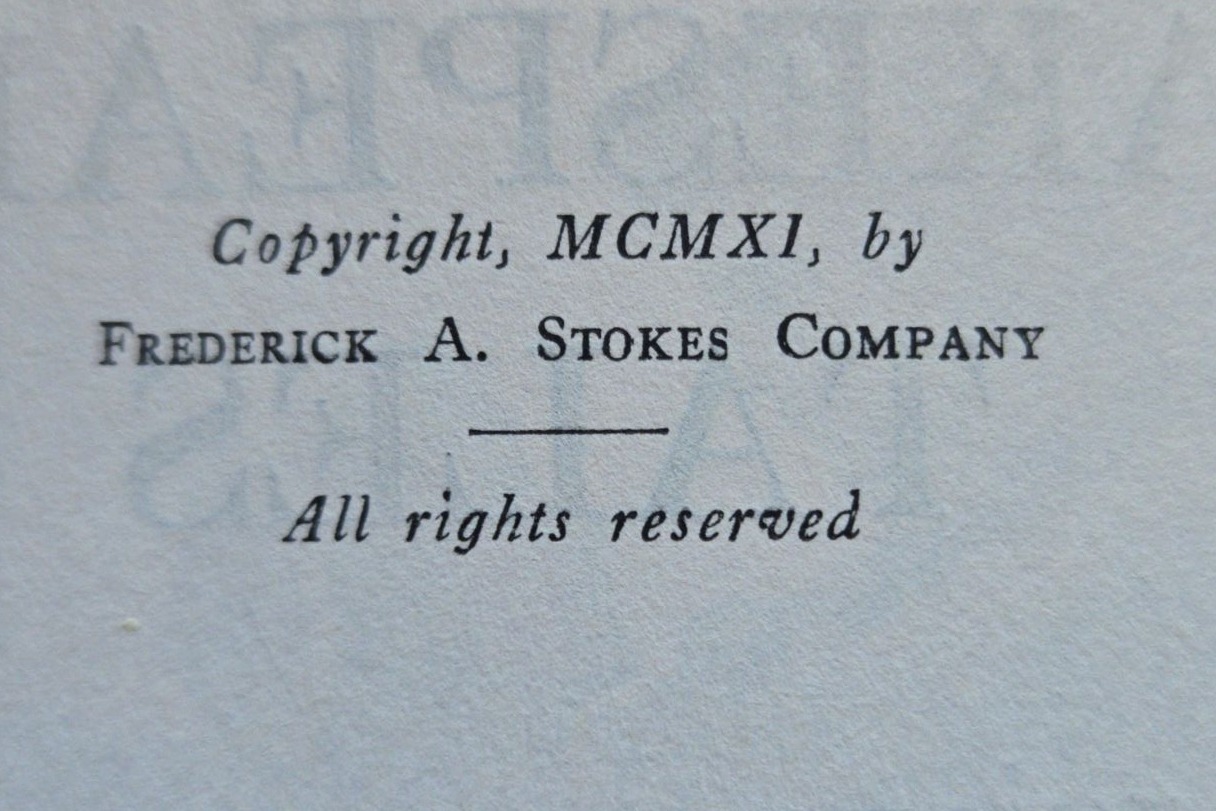 Copyright, MCMXI, by
FREDERICK A. STOKES COMPANY
All rights reserved